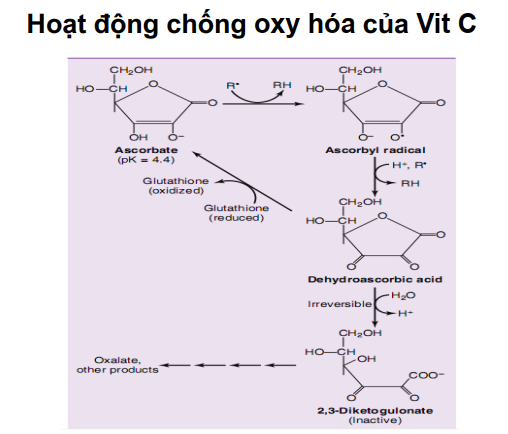 Hoạt động chống oxy hóa của Vit C
CH₂OH
HO—CH
O
O
OH
O⁻
Ascorbate
(pK = 4.4)
R•
RH
CH₂OH
HO—CH
O
O
O⁻
O•
Ascorbyl radical
H⁺, R•
RH
Glutathione
(oxidized)
Glutathione
(reduced)
CH₂OH
HO—CH
O
O
O
O
Dehydroascorbic acid
Irreversible
H₂O
H⁺
CH₂OH
HO—CH
OH
COO⁻
O
O
2,3-Diketogulonate
(Inactive)
Oxalate,
other products